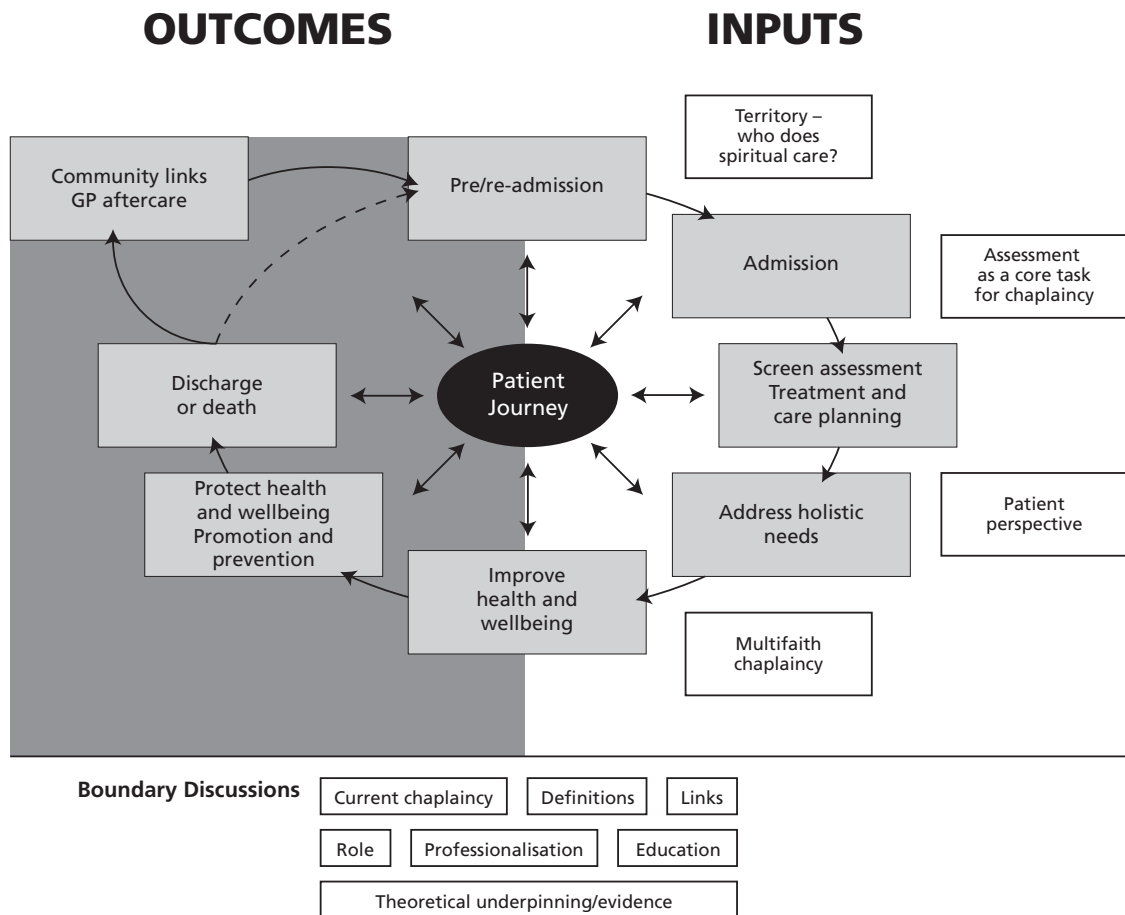 OUTCOMES
INPUTS
Territory –
who does
spiritual care?
Community links
GP aftercare
Pre/re-admission
Admission
Assessment
as a core task
for chaplaincy
Discharge
or death
Patient
Journey
Screen assessment
Treatment and
care planning
Protect health
and wellbeing
Promotion and
prevention
Address holistic
needs
Patient
perspective
Improve
health and
wellbeing
Multifaith
chaplaincy
Boundary Discussions
Current chaplaincy
Definitions
Links
Role
Professionalisation
Education
Theoretical underpinning/evidence